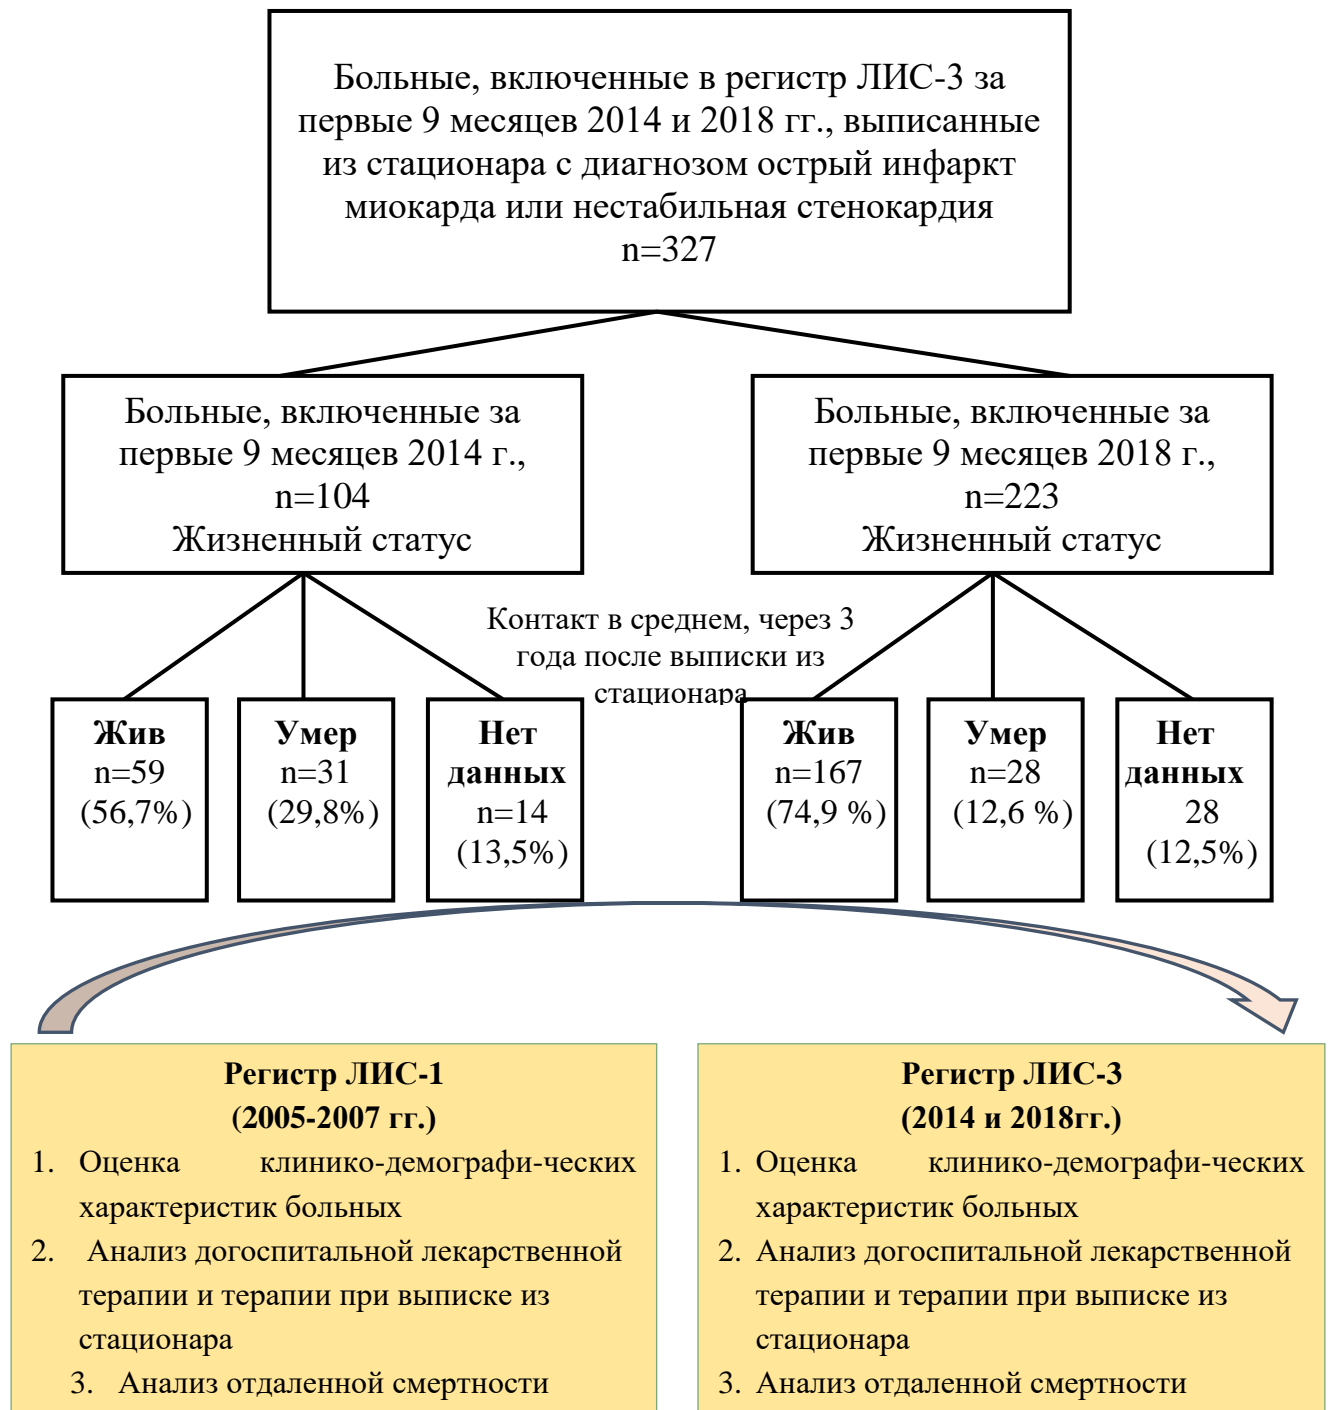 Больные, включенные в регистр ЛИС-3 за
первые 9 месяцев 2014 и 2018 гг., выписанные
из стационара с диагнозом острый инфаркт
миокарда или нестабильная стенокардия
n=327
Больные, включенные за
первые 9 месяцев 2014 г.,
n=104
Жизненный статус
Больные, включенные за
первые 9 месяцев 2018 г.,
n=223
Жизненный статус
Контакт в среднем, через 3
года после выписки из
стационара
Жив
n=59
(56,7%)
Умер
n=31
(29,8%)
Нет
данных
n=14
(13,5%)
Жив
n=167
(74,9 %)
Умер
n=28
(12,6 %)
Нет
данных
28
(12,5%)
Регистр ЛИС-1
(2005-2007 гг.)
1. Оценка клинико-демографи-ческих
характеристик больных
2. Анализ догоспитальной лекарственной
терапии и терапии при выписке из
стационара
3. Анализ отдаленной смертности
Регистр ЛИС-3
(2014 и 2018гг.)
1. Оценка клинико-демографи-ческих
характеристик больных
2. Анализ догоспитальной лекарственной
терапии и терапии при выписке из
стационара
3. Анализ отдаленной смертности